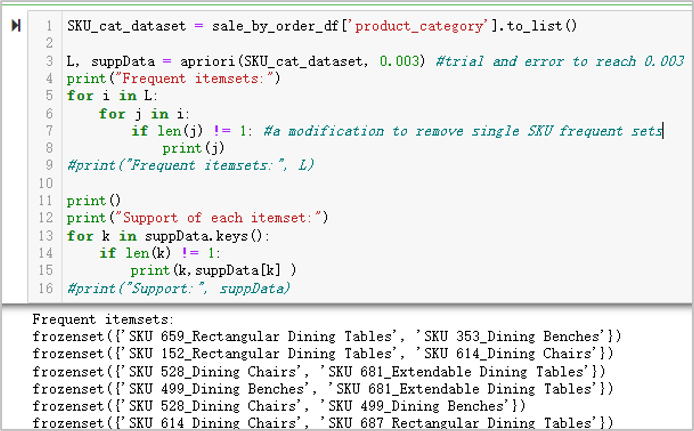 1 SKU_cat_dataset = sale_by_order_df['product_category'].to_list()
2
3 L, suppData = apriori(SKU_cat_dataset, 0.003) #trial and error to reach 0.003
4 print("Frequent itemsets:")
5 for i in L:
6     for j in i:
7         if len(j) != 1: #a modification to remove single SKU frequent sets
8             print(j)
9 #print("Frequent itemsets:", L)
10
11 print()
12 print("Support of each itemset:")
13 for k in suppData.keys():
14     if len(k) != 1:
15         print(k,suppData[k] )
16 #print("Support:", suppData)
Frequent itemsets:
frozenset({'SKU 659_Rectangular Dining Tables', 'SKU 353_Dining Benches'})
frozenset({'SKU 152_Rectangular Dining Tables', 'SKU 614_Dining Chairs'})
frozenset({'SKU 528_Dining Chairs', 'SKU 681_Extendable Dining Tables'})
frozenset({'SKU 499_Dining Benches', 'SKU 681_Extendable Dining Tables'})
frozenset({'SKU 528_Dining Chairs', 'SKU 499_Dining Benches'})
frozenset({'SKU 614_Dining Chairs', 'SKU 687_Rectangular Dining Tables'})